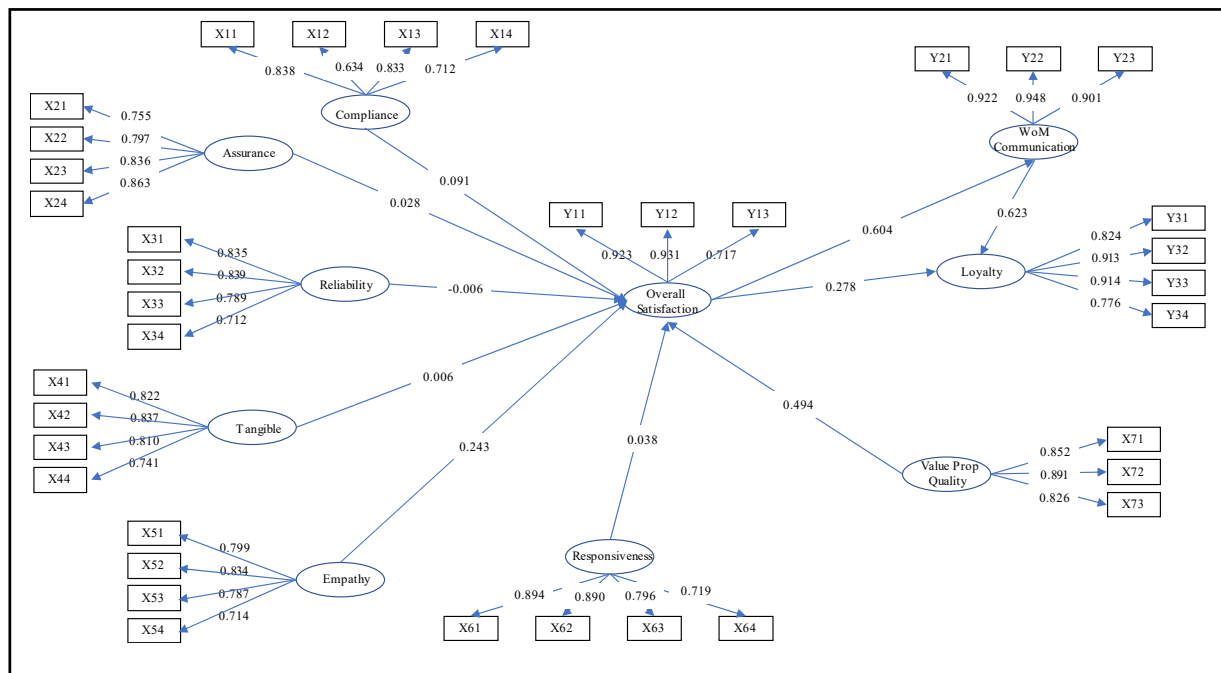 X11
X12
X13
X14
0.838
0.634
0.833
0.712
Compliance
X21
X22
X23
X24
0.755
0.797
0.836
0.863
Assurance
0.091
0.028
X31
X32
X33
X34
0.835
0.839
0.789
0.712
Reliability
-0.006
X41
X42
X43
X44
0.822
0.837
0.810
0.741
Tangible
0.006
X51
X52
X53
X54
0.799
0.834
0.787
0.714
Empathy
0.243
Y11
Y12
Y13
0.923
0.931
0.717
Overall
Satisfaction
0.038
Responsiveness
0.894
0.890
0.796
0.719
X61
X62
X63
X64
Y21
Y22
Y23
0.922
0.948
0.901
WoM
Communication
0.604
0.623
0.278
Loyalty
0.824
0.913
0.914
0.776
Y31
Y32
Y33
Y34
0.494
Value Prop
Quality
0.852
0.891
0.826
X71
X72
X73